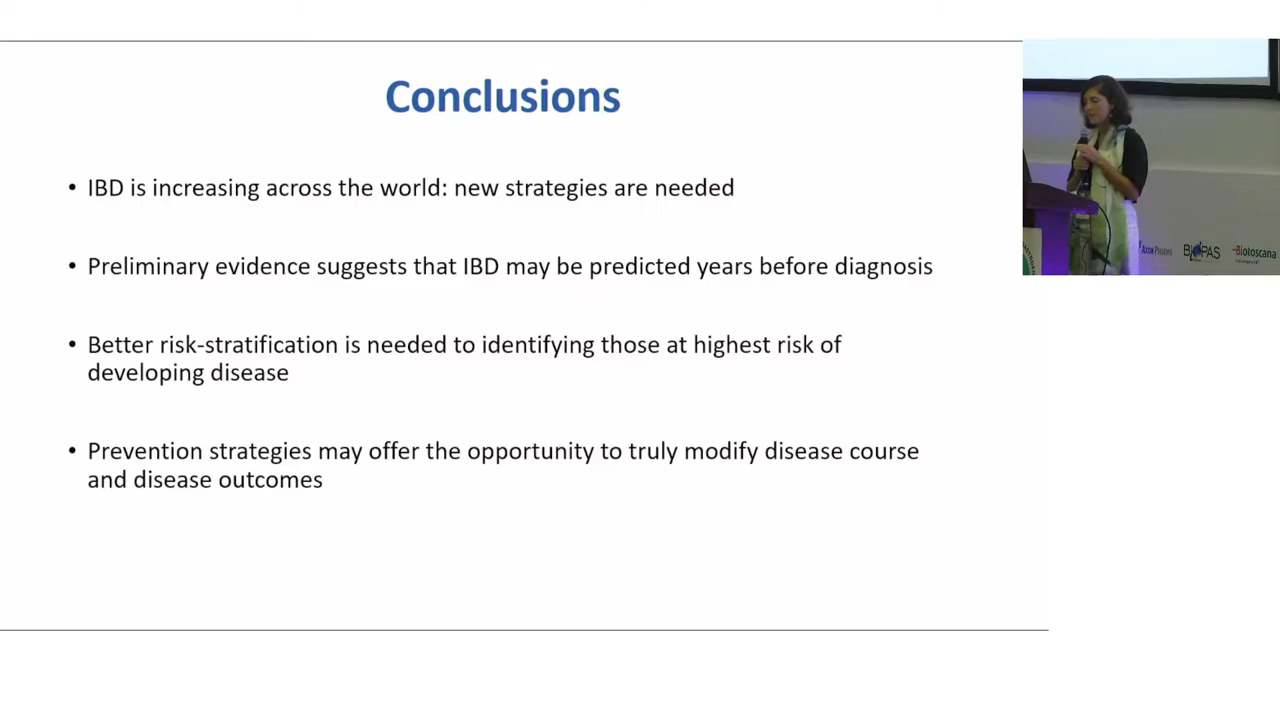 Conclusions
• IBD is increasing across the world: new strategies are needed
• Preliminary evidence suggests that IBD may be predicted years before diagnosis
• Better risk-stratification is needed to identifying those at highest risk of
developing disease
• Prevention strategies may offer the opportunity to truly modify disease course
and disease outcomes
BIOPAS
Biotoscana